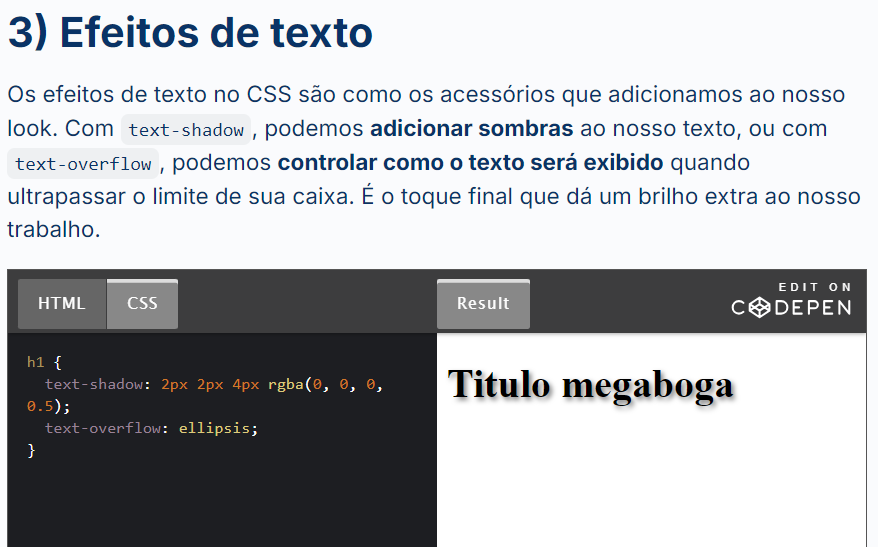 3) Efeitos de texto
Os efeitos de texto no CSS são como os acessórios que adicionamos ao nosso
look. Com text-shadow, podemos adicionar sombras ao nosso texto, ou com
text-overflow, podemos controlar como o texto será exibido quando
ultrapassar o limite de sua caixa. É o toque final que dá um brilho extra ao nosso
trabalho.
HTML CSS Result EDIT ON
CODEPEN
h1 {
  text-shadow: 2px 2px 4px rgba(0, 0, 0,
0.5);
  text-overflow: ellipsis;
}
Titulo megaboga